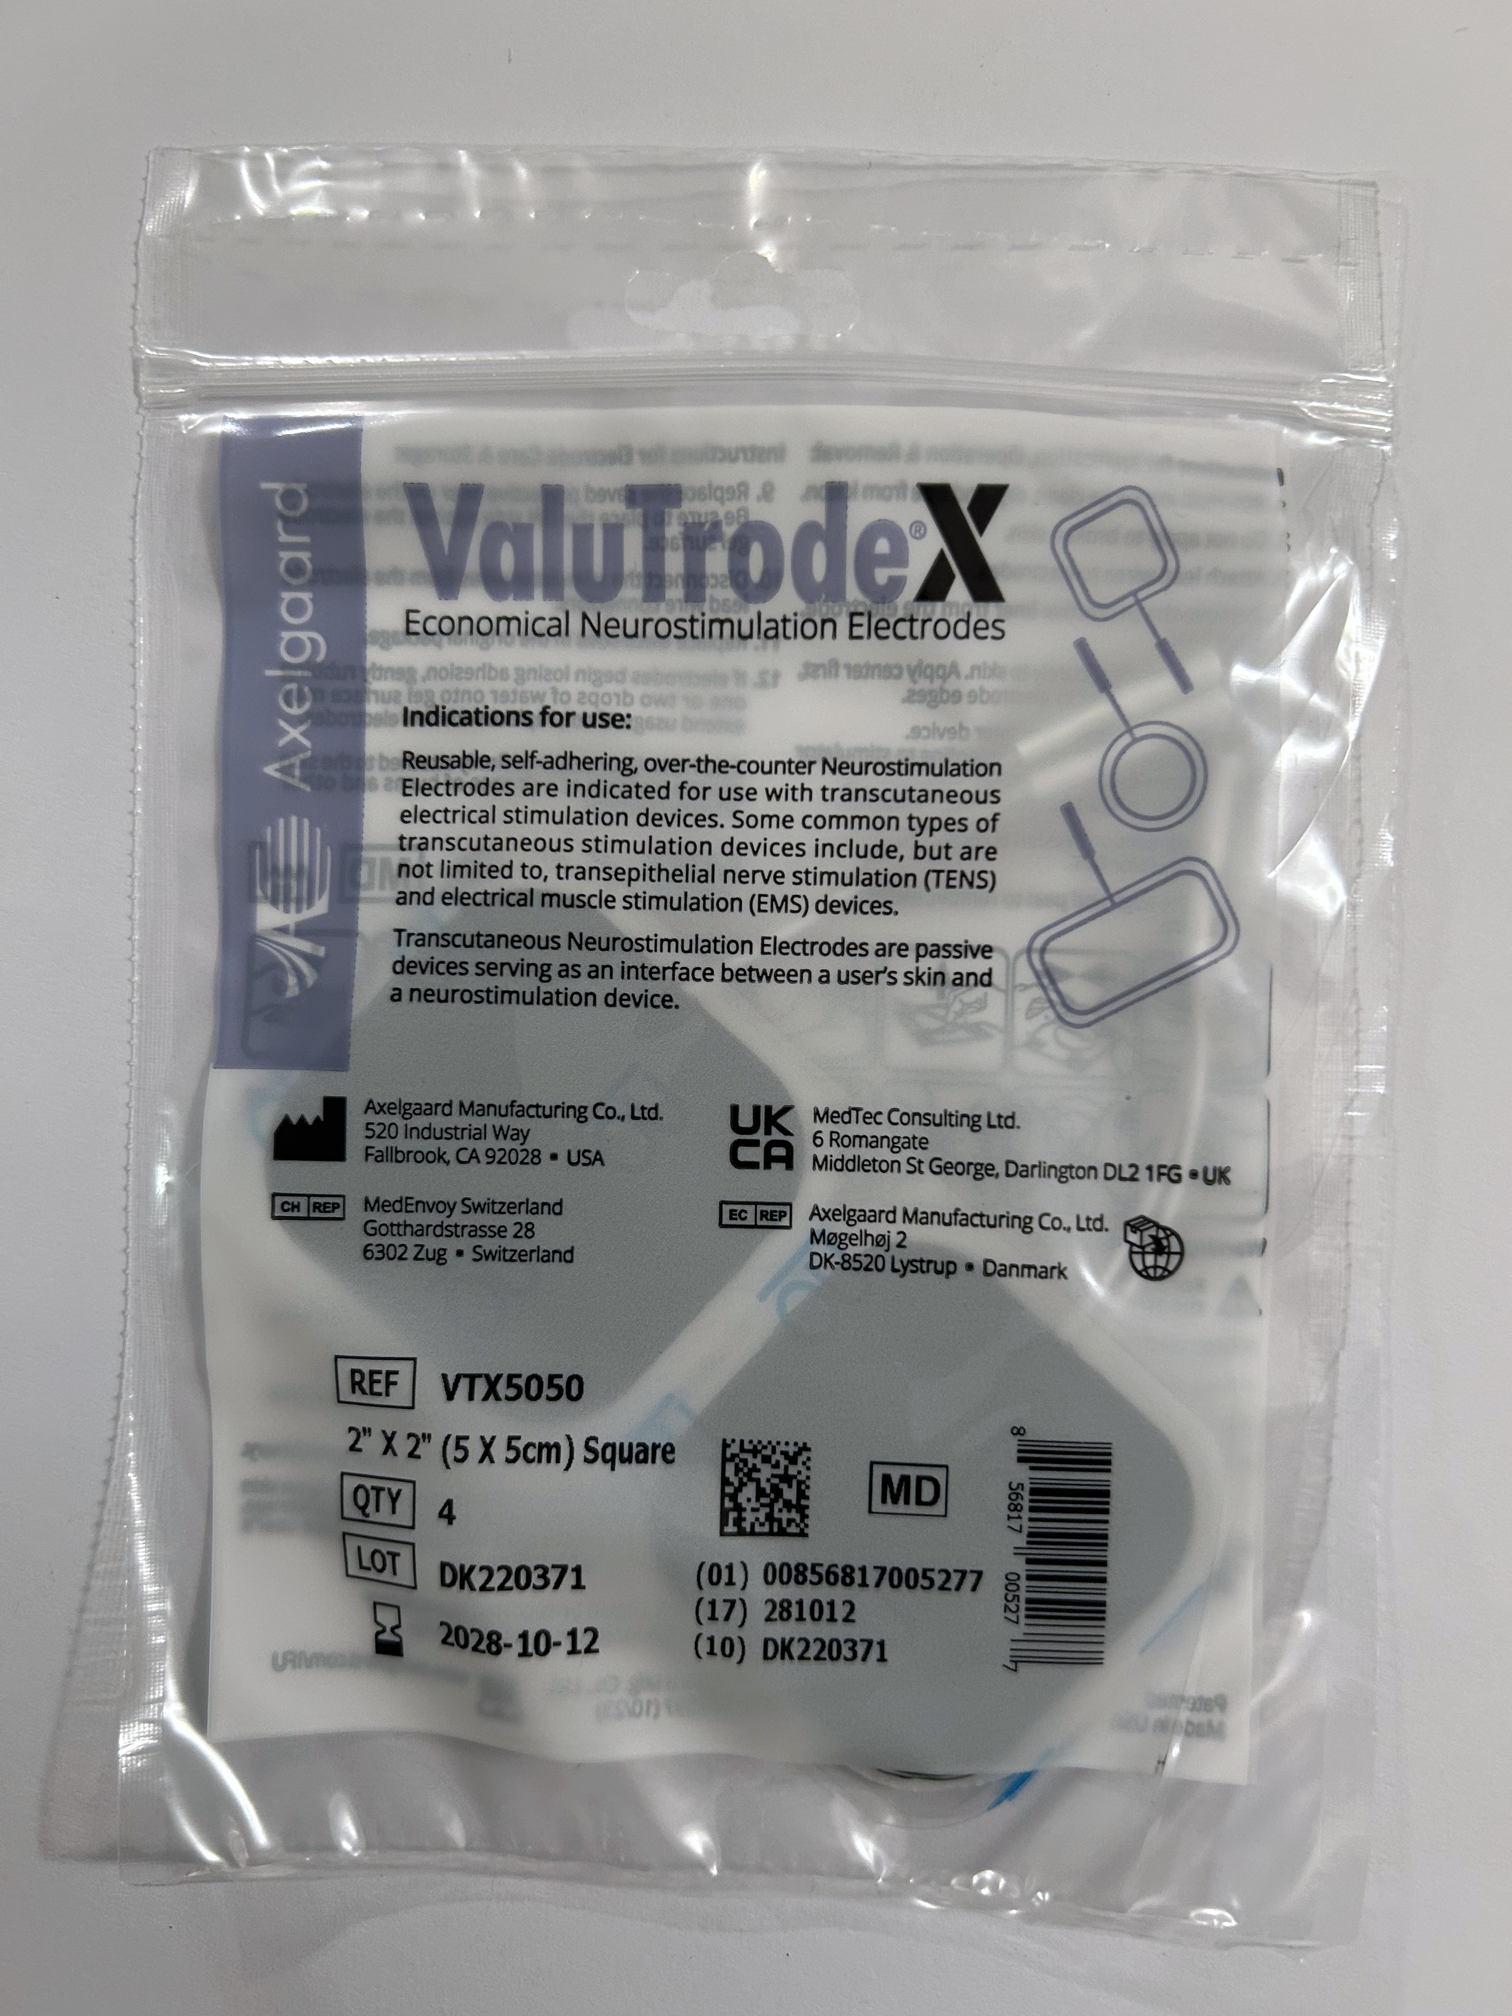 Axelgaard
ValuTrode®X
Economical Neurostimulation Electrodes
Indications for use:
Reusable, self-adhering, over-the-counter Neurostimulation
Electrodes are indicated for use with transcutaneous
electrical stimulation devices. Some common types of
transcutaneous stimulation devices include, but are
not limited to, transepithelial nerve stimulation (TENS)
and electrical muscle stimulation (EMS) devices.
Transcutaneous Neurostimulation Electrodes are passive
devices serving as an interface between a user's skin and
a neurostimulation device.
Axelgaard Manufacturing Co., Ltd.
520 Industrial Way
Fallbrook, CA 92028 ▪ USA
UK
CA
MedTec Consulting Ltd.
6 Romangate
Middleton St George, Darlington DL2 1FG ▪ UK
CH REP
MedEnvoy Switzerland
Gotthardstrasse 28
6302 Zug ▪ Switzerland
EC REP
Axelgaard Manufacturing Co., Ltd.
Møgelhøj 2
DK-8520 Lystrup ▪ Danmark
REF VTX5050
2" X 2" (5 X 5cm) Square
QTY 4
LOT DK220371
2028-10-12
MD
(01) 00856817005277
(17) 281012
(10) DK220371
8 56817 00527 7